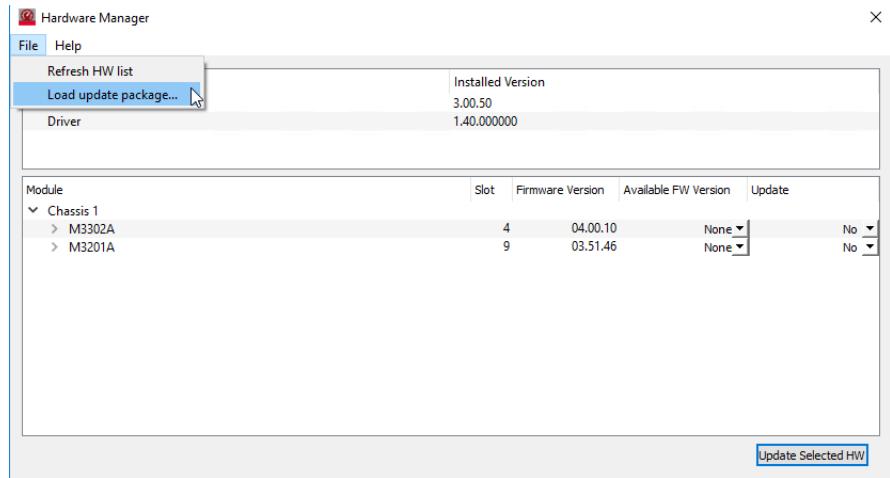 Hardware Manager
File Help
Refresh HW list
Load update package...
Installed Version
3.00.50
Driver 1.40.000000
Module Slot Firmware Version Available FW Version Update
Chassis 1
M3302A 4 04.00.10 None No
M3201A 9 03.51.46 None No
Update Selected HW